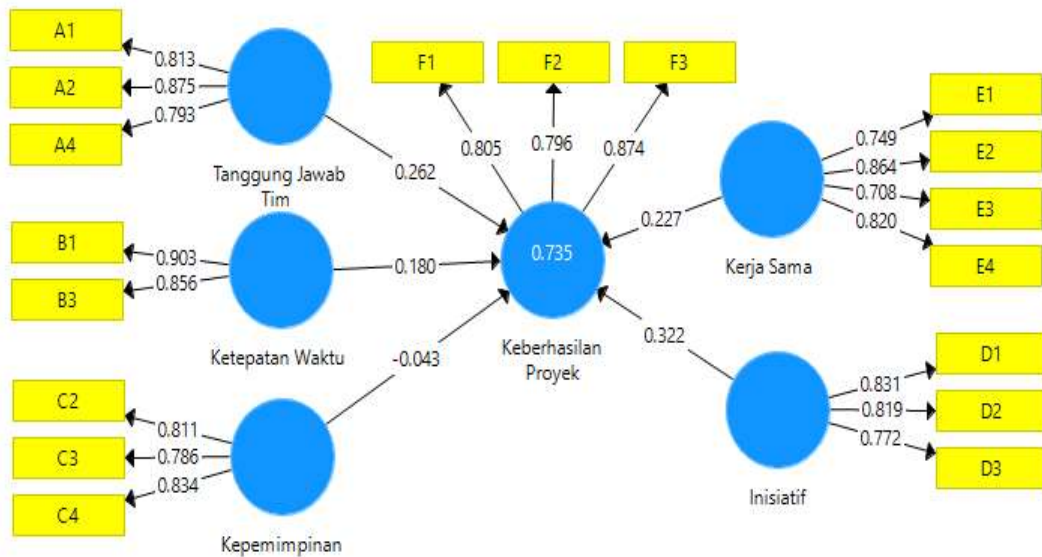 A1
A2
A4
0.813
0.875
0.793
Tanggung Jawab
Tim
0.262
B1
B3
0.903
0.856
Ketepatan Waktu
0.180
C2
C3
C4
0.811
0.786
0.834
Kepemimpinan
-0.043
F1
F2
F3
0.805
0.796
0.874
0.735
Keberhasilan
Proyek
E1
E2
E3
E4
0.749
0.864
0.708
0.820
Kerja Sama
0.227
D1
D2
D3
0.831
0.819
0.772
Inisiatif
0.322